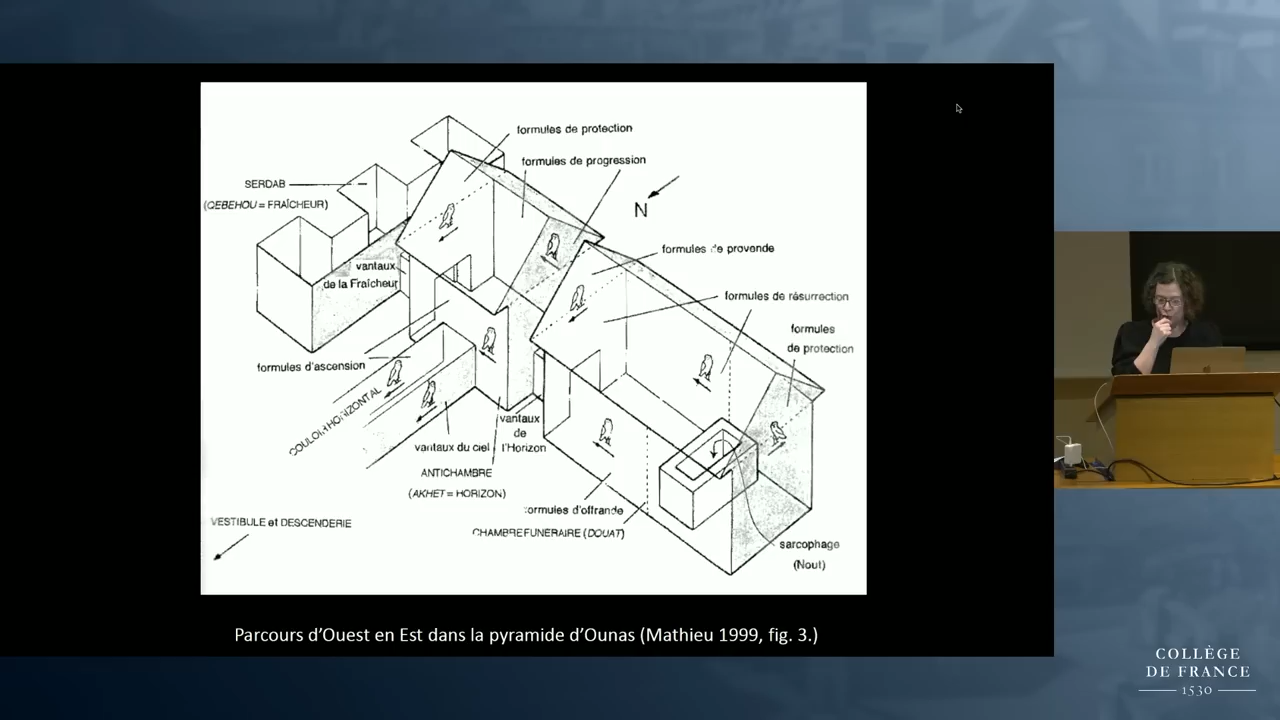 formules de protection
formules de progression
SERDAB
(QEBEHOU = FRAÎCHEUR)
N
formules de provende
vantaux
de la Fraîcheur
formules de résurrection
formules
de protection
formules d'ascension
COULOIR HORIZONTAL
vantaux
de
l'Horizon
vantaux du ciel
ANTICHAMBRE
(AKHET = HORIZON)
formules d'offrande
VESTIBULE et DESCENDERIE
CHAMBRE FUNERAIRE (DOUAT)
sarcophage
(Nout)
Parcours d'Ouest en Est dans la pyramide d'Ounas (Mathieu 1999, fig. 3.)
COLLÈGE
DE FRANCE
1530